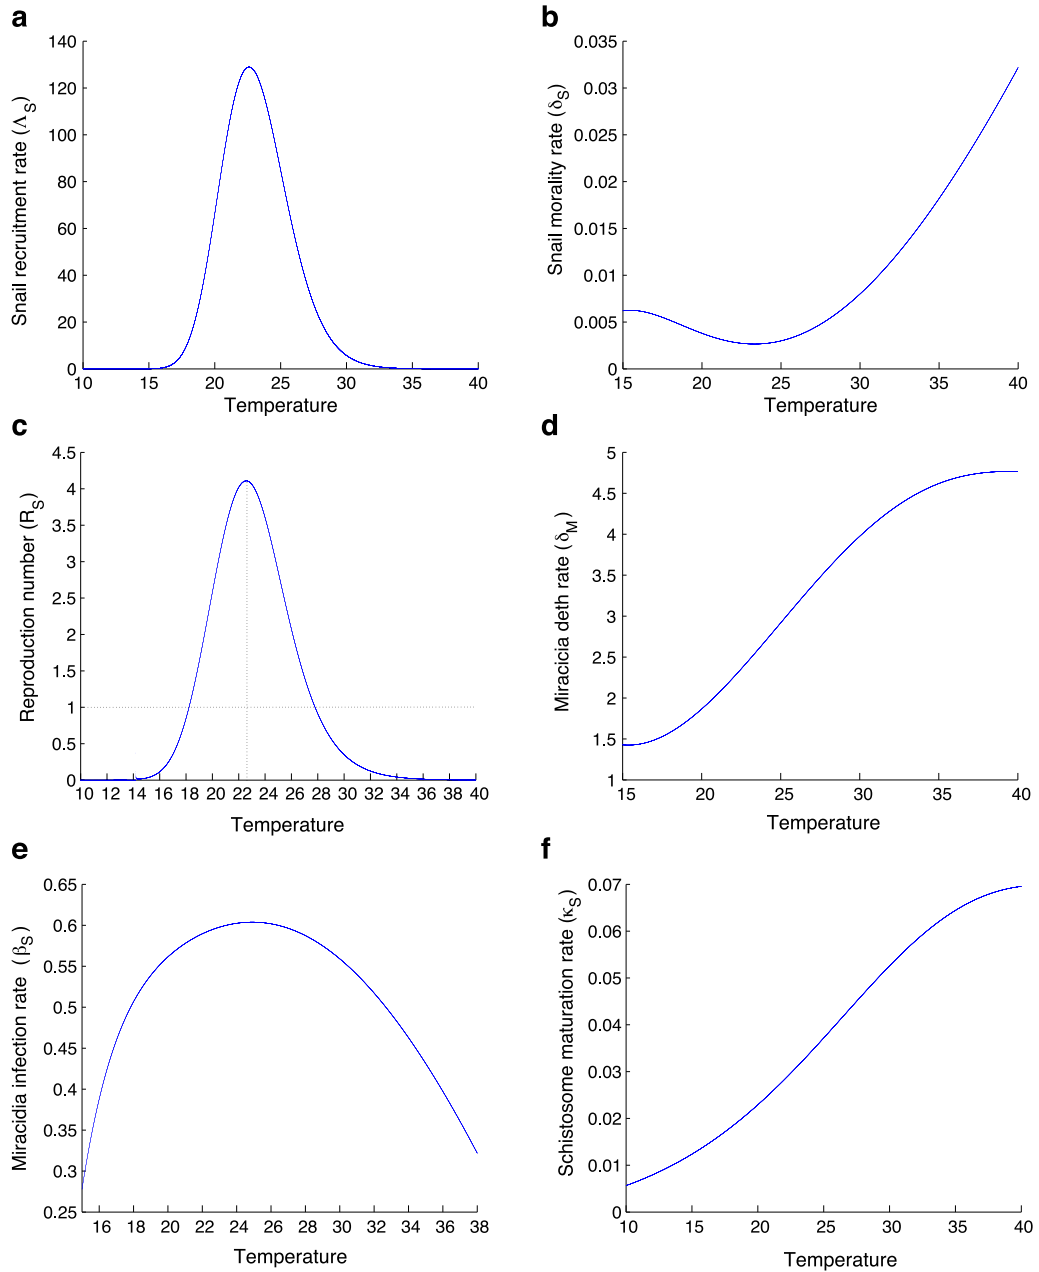 a
140
120
100
80
60
40
20
0
Snail recruitment rate (Λ_S)
10 15 20 25 30 35 40
Temperature
b
0.035
0.03
0.025
0.02
0.015
0.01
0.005
0
Snail morality rate (δ_S)
15 20 25 30 35 40
Temperature
c
4.5
4
3.5
3
2.5
2
1.5
1
0.5
0
Reproduction number (R_S)
10 12 14 16 18 20 22 24 26 28 30 32 34 36 38 40
Temperature
d
5
4.5
4
3.5
3
2.5
2
1.5
1
Miracicia deth rate (δ_M)
15 20 25 30 35 40
Temperature
e
0.65
0.6
0.55
0.5
0.45
0.4
0.35
0.3
0.25
Miracidia infection rate (β_S)
16 18 20 22 24 26 28 30 32 34 36 38
Temperature
f
0.07
0.06
0.05
0.04
0.03
0.02
0.01
0
Schistosome maturation rate (κ_S)
10 15 20 25 30 35 40
Temperature